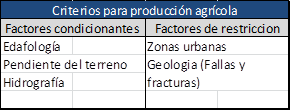 Criterios para producción agrícola
Factores condicionantes Factores de restriccion
Edafología Zonas urbanas
Pendiente del terreno Geologia (Fallas y
Hidrografía fracturas)